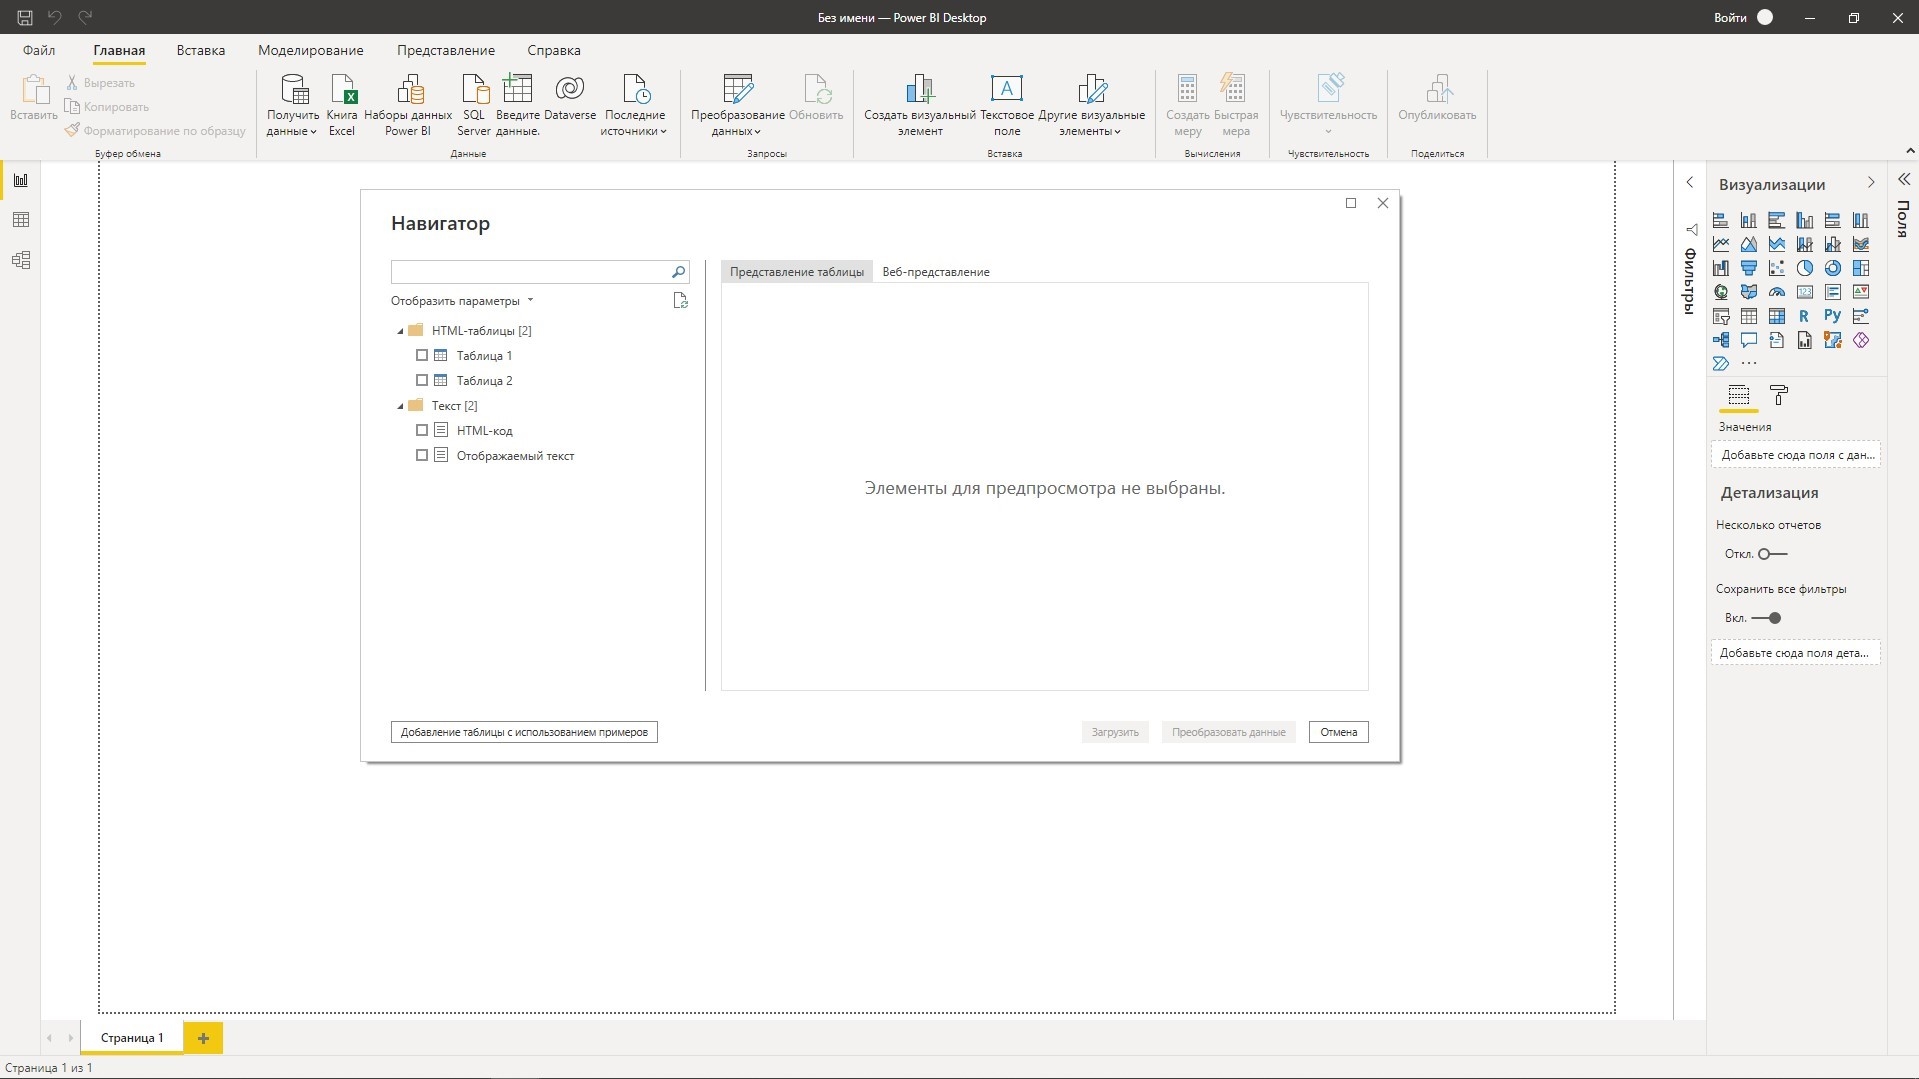 Без имени — Power BI Desktop
Войти
Файл
Главная
Вставка
Моделирование
Представление
Справка
Вставить
Вырезать
Копировать
Форматирование по образцу
Буфер обмена
Получить
данные
Книга
Excel
Наборы данных
Power BI
SQL
Server
Введите
данные.
Dataverse
Последние
источники
Данные
Преобразование
данных
Обновить
Запросы
Создать визуальный
элемент
Текстовое
поле
Другие визуальные
элементы
Вставка
Создать
меру
Быстрая
мера
Вычисления
Чувствительность
Чувствительность
Опубликовать
Поделиться
Навигатор
Отобразить параметры
HTML-таблицы [2]
Таблица 1
Таблица 2
Текст [2]
HTML-код
Отображаемый текст
Представление таблицы
Веб-представление
Элементы для предпросмотра не выбраны.
Добавление таблицы с использованием примеров
Загрузить
Преобразовать данные
Отмена
Фильтры
Визуализации
R
Py
123
Значения
Добавьте сюда поля с дан...
Детализация
Несколько отчетов
Откл.
Сохранить все фильтры
Вкл.
Добавьте сюда поля дета...
Поля
Страница 1
Страница 1 из 1